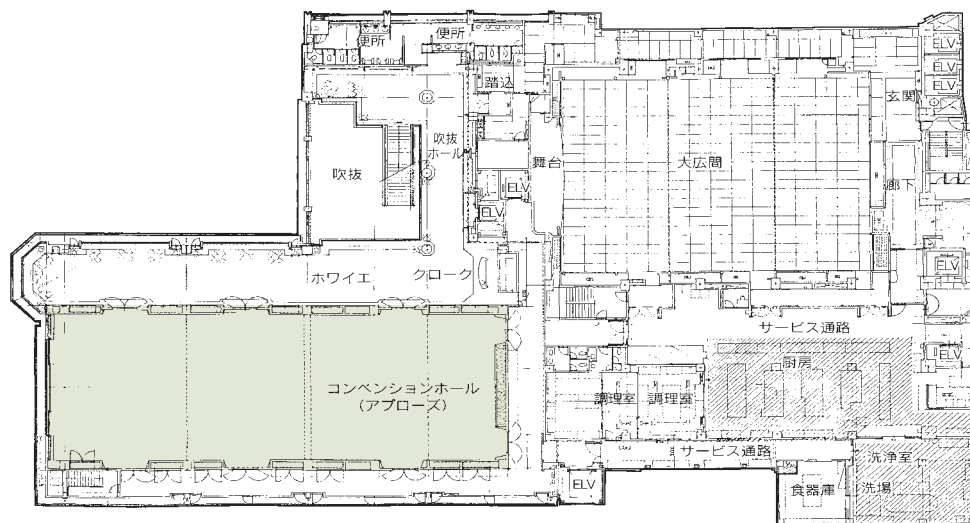 便所
便所
ELV
ELV
ELV
踏込
玄関
吹抜
ホール
吹抜
舞台
大広間
廊下
ELV
ELV
ホワイエ
クローク
ELV
サービス通路
コンベンションホール
(アプローズ)
厨房
ELV
調理室
調理室
サービス通路
洗浄室
ELV
食器庫
洗場